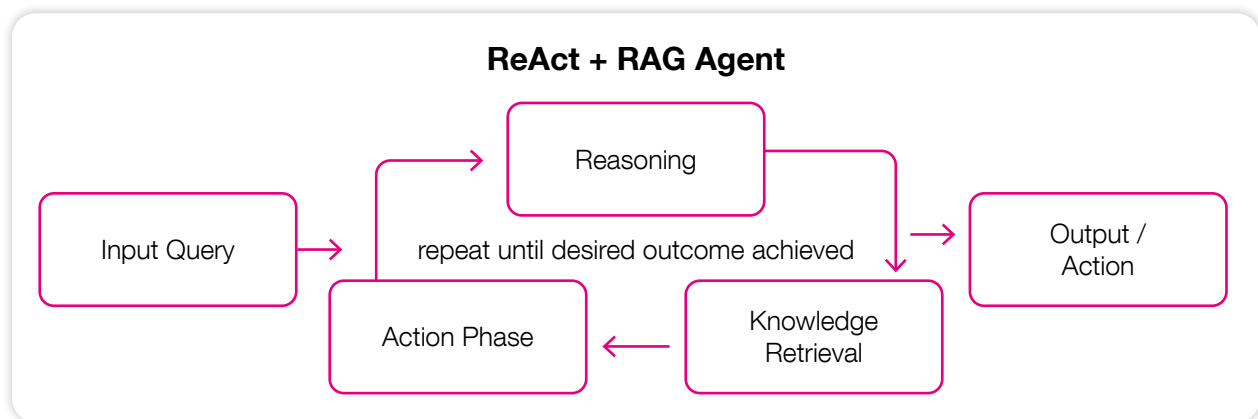 ReAct + RAG Agent
Reasoning
Input Query
repeat until desired outcome achieved
Output /
Action
Action Phase
Knowledge
Retrieval